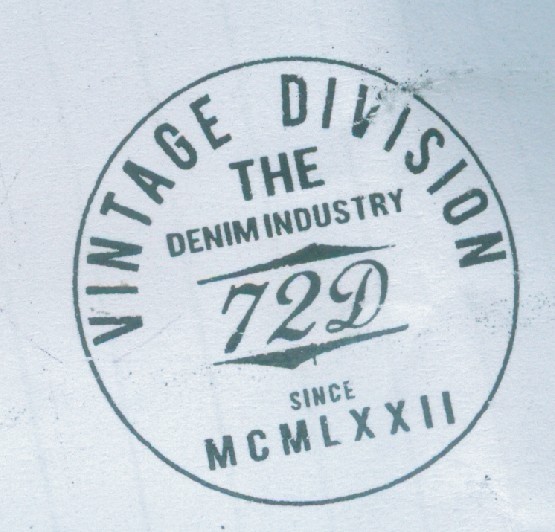 VINTAGE DIVISION
THE
DENIM INDUSTRY
72D
SINCE
MCMLXXII